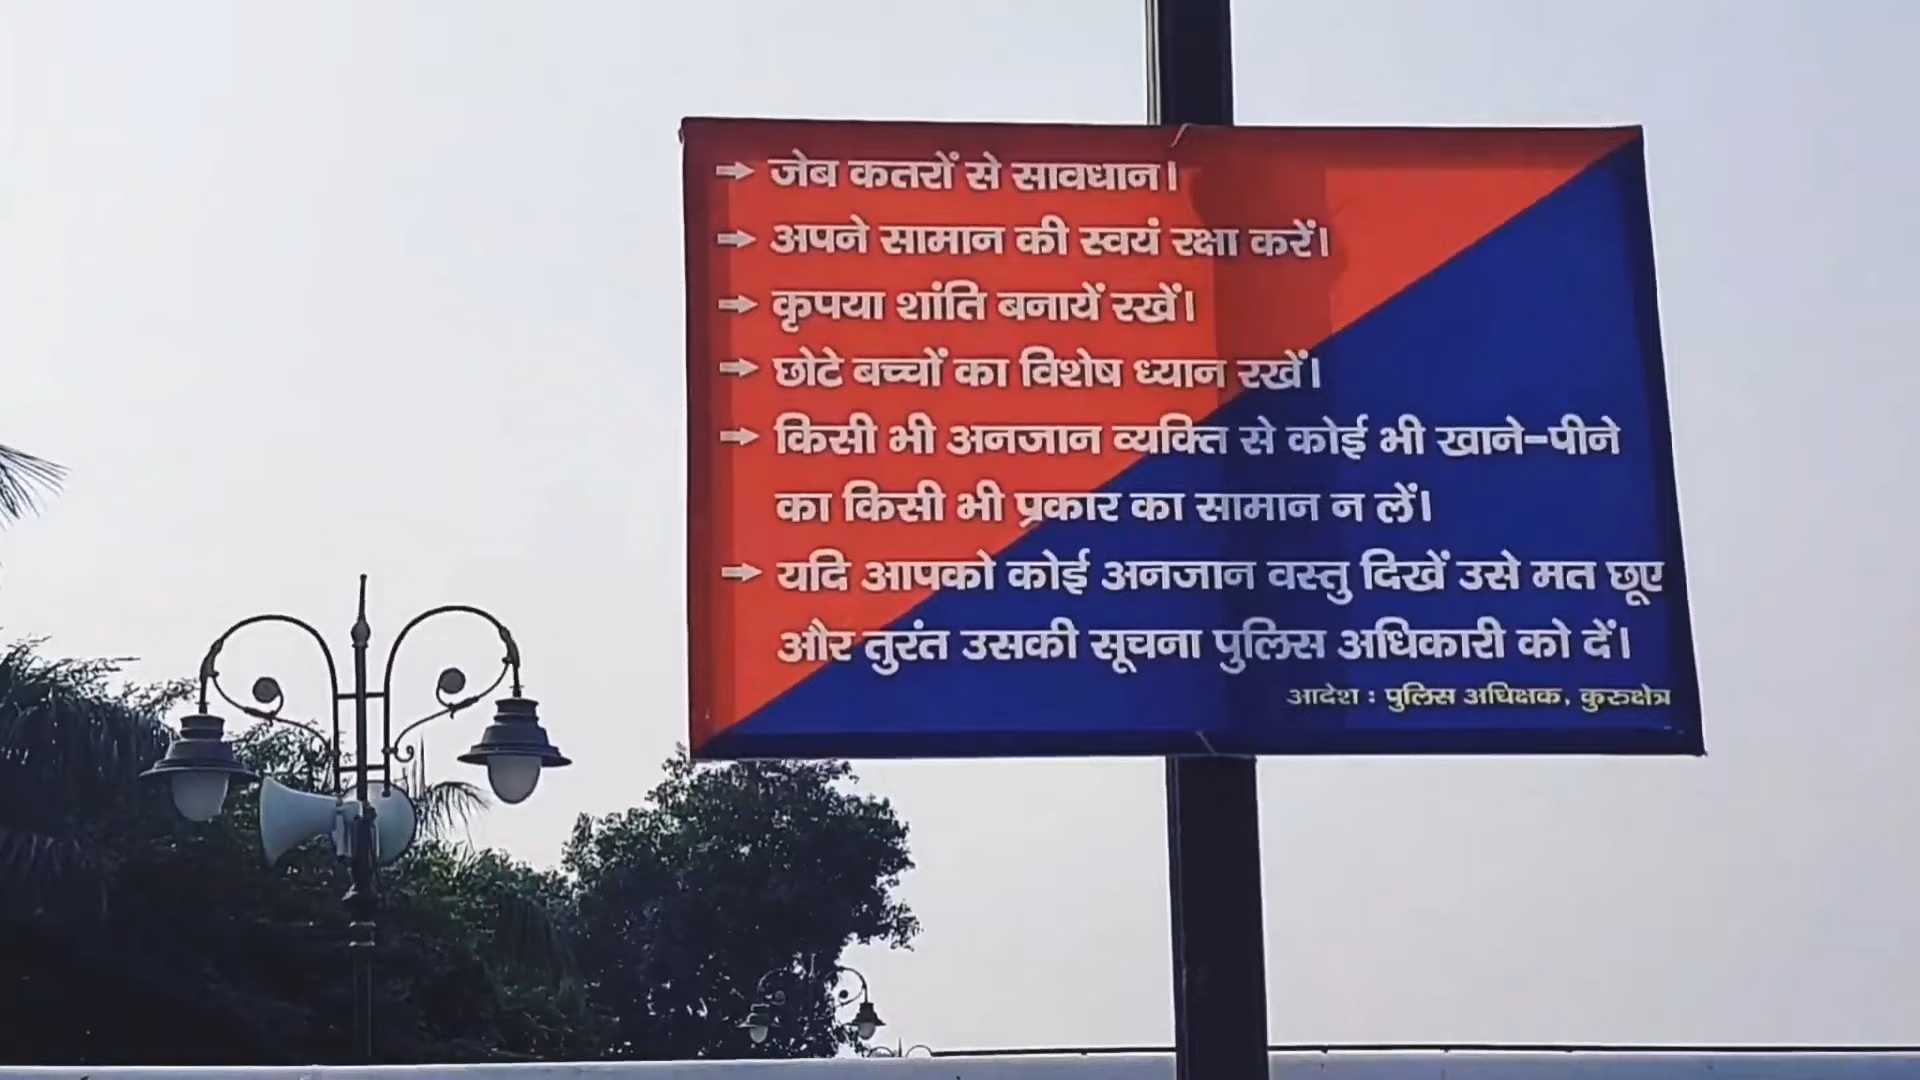 ➡ जेब कतरों से सावधान।
➡ अपने सामान की स्वयं रक्षा करें।
➡ कृपया शांति बनायें रखें।
➡ छोटे बच्चों का विशेष ध्यान रखें।
➡ किसी भी अनजान व्यक्ति से कोई भी खाने-पीने
का किसी भी प्रकार का सामान न लें।
➡ यदि आपको कोई अनजान वस्तु दिखें उसे मत छूए
और तुरंत उसकी सूचना पुलिस अधिकारी को दें।
आदेश : पुलिस अधिक्षक, कुरुक्षेत्र